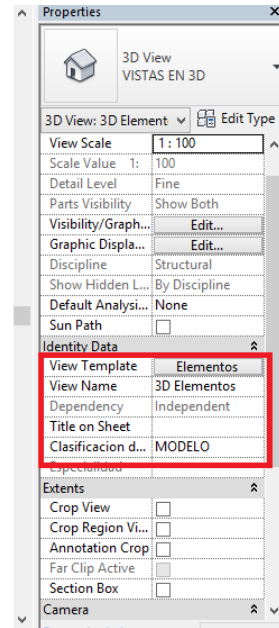 Properties
3D View
VISTAS EN 3D
3D View: 3D Element Edit Type
View Scale 1 : 100
Scale Value 1: 100
Detail Level Fine
Parts Visibility Show Both
Visibility/Graph... Edit...
Graphic Displa... Edit...
Discipline Structural
Show Hidden L... By Discipline
Default Analysi... None
Sun Path
Identity Data
View Template Elementos
View Name 3D Elementos
Dependency Independent
Title on Sheet
Clasificacion d... MODELO
Especialidad
Extents
Crop View
Crop Region Vi...
Annotation Crop
Far Clip Active
Section Box
Camera